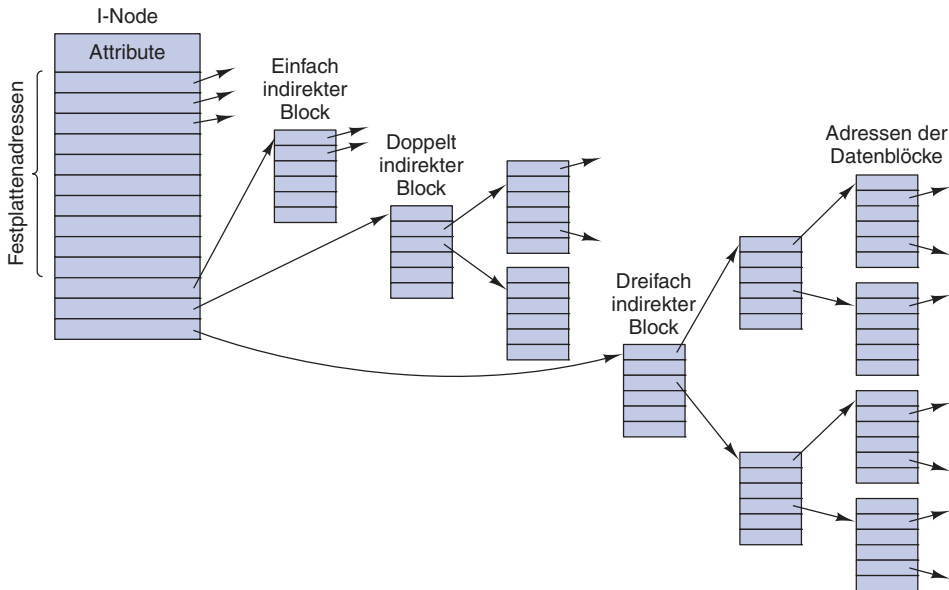 I-Node
Attribute
Festplattenadressen
Einfach
indirekter
Block
Doppelt
indirekter
Block
Dreifach
indirekter
Block
Adressen der
Datenblöcke